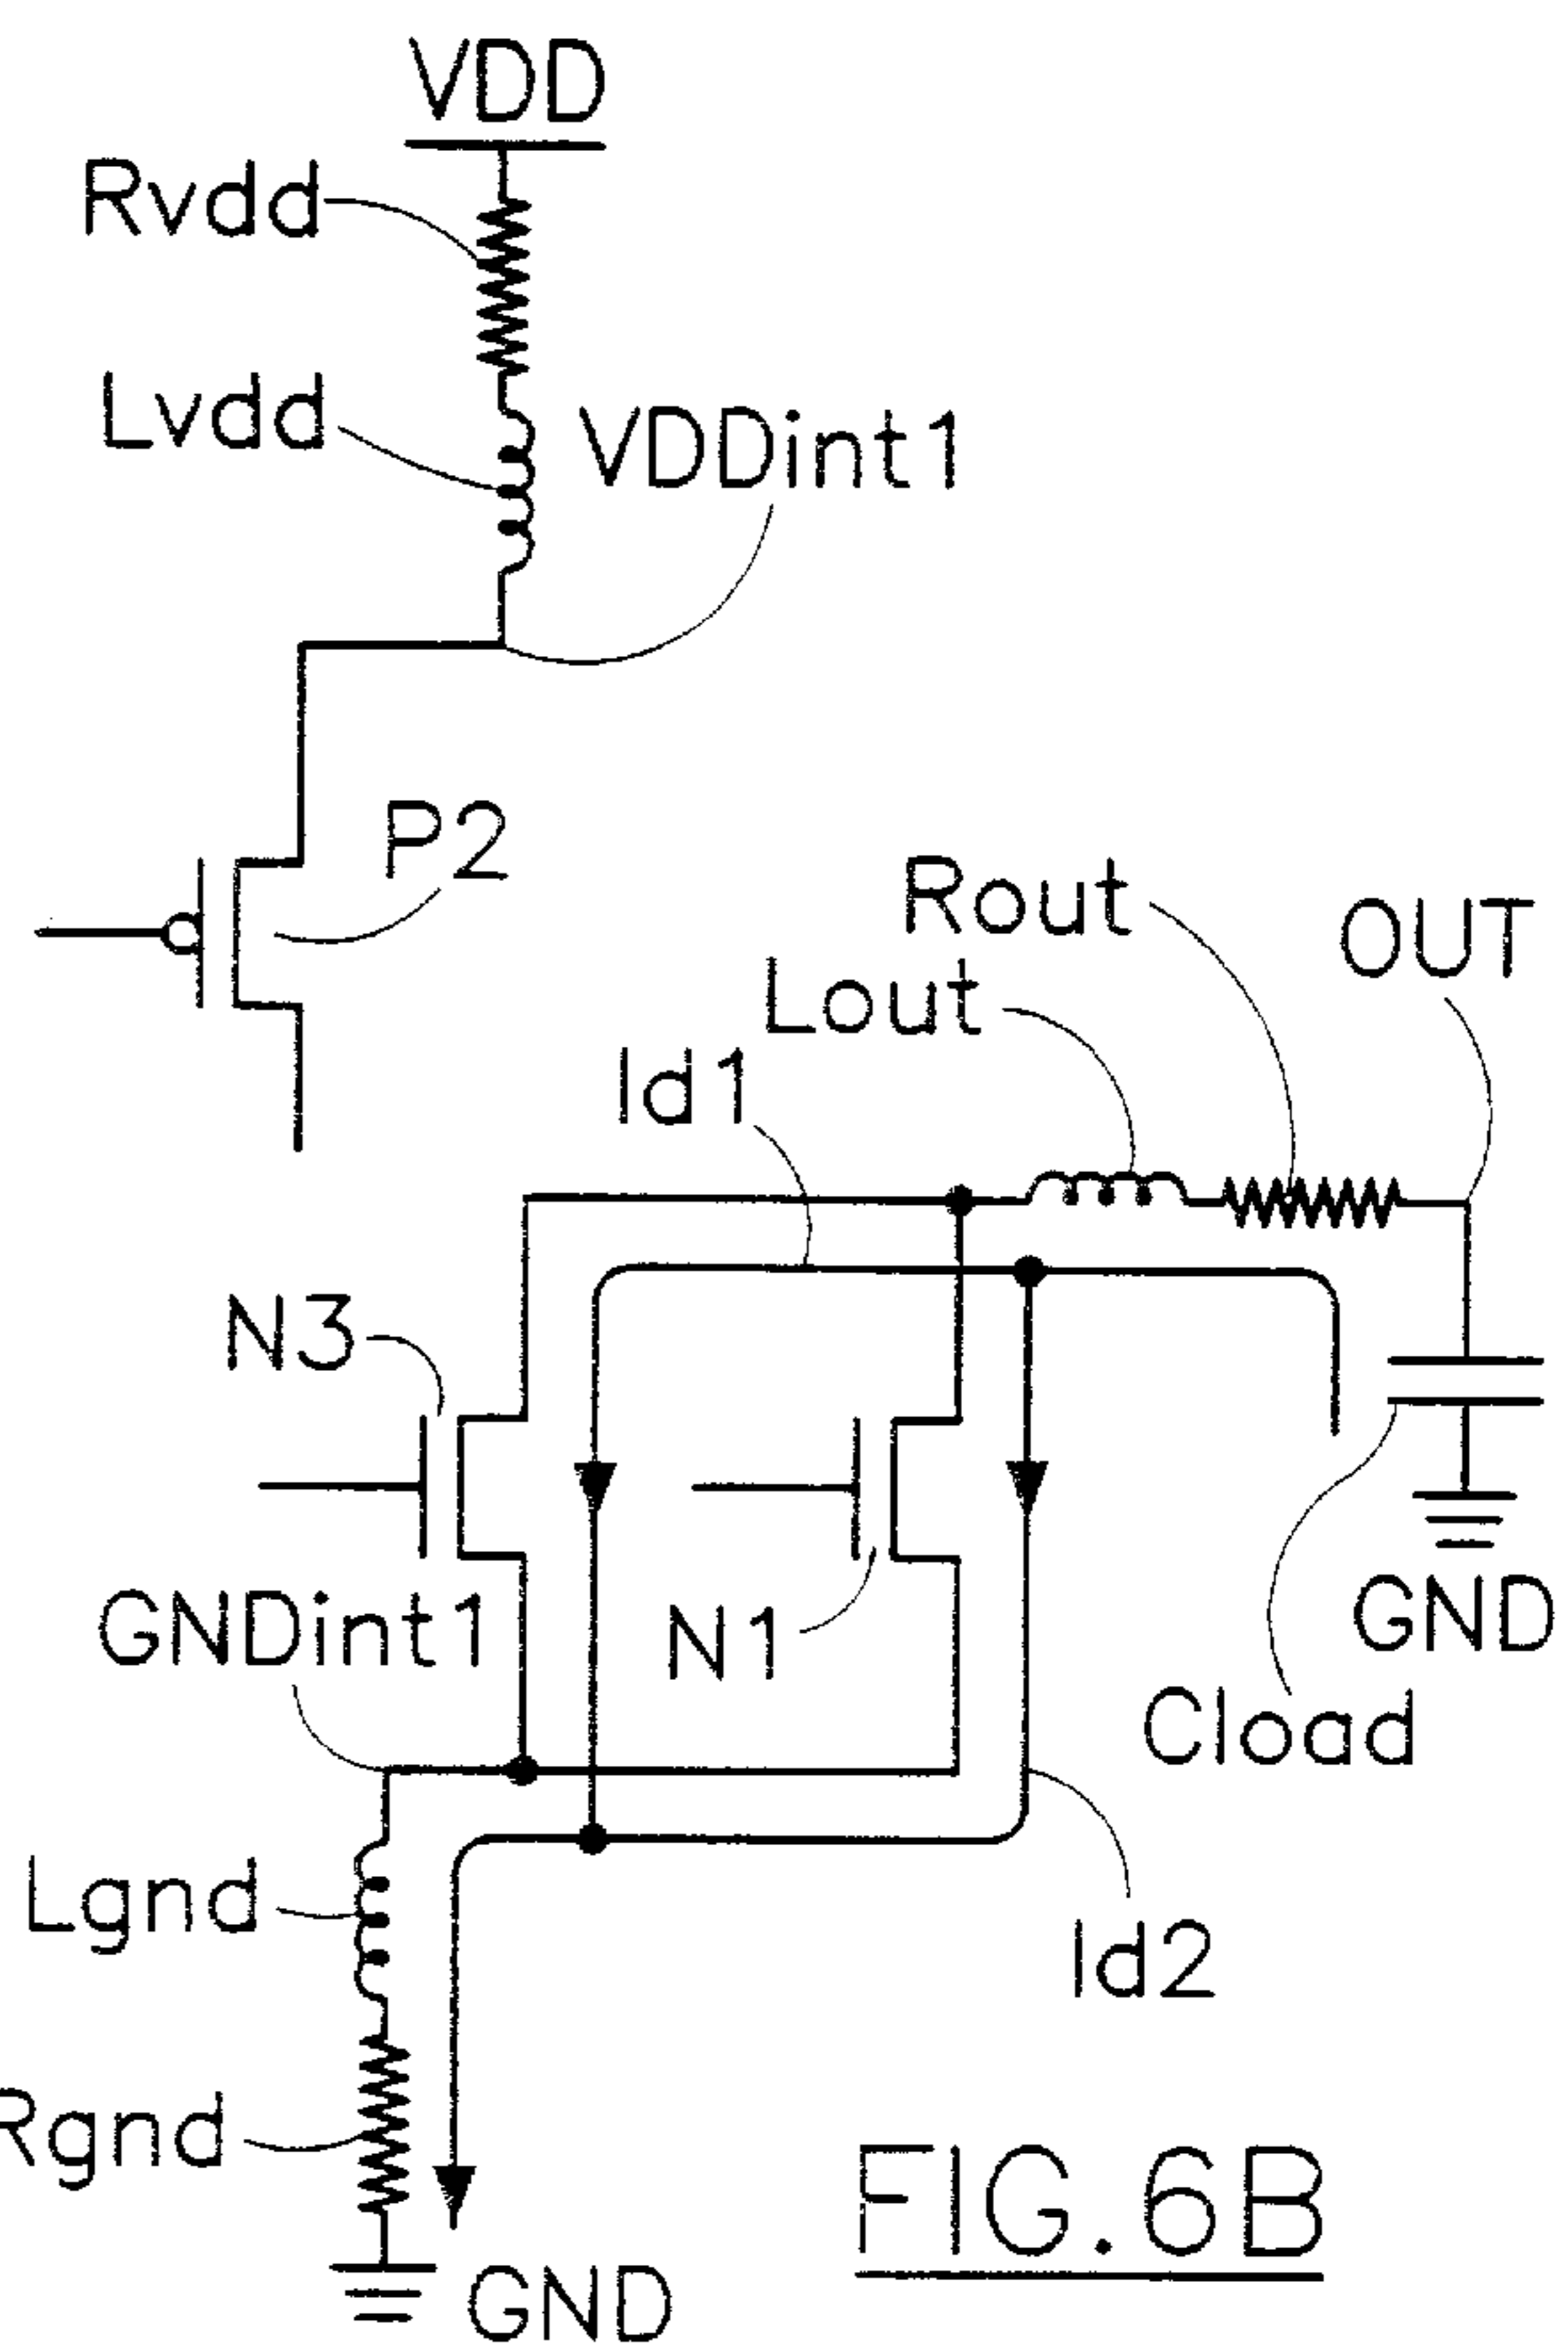 VDD
Rvdd
Lvdd
VDDint1
P2
Rout
OUT
Lout
Id1
N3
GNDint1
N1
GND
Cload
Lgnd
Id2
Rgnd
FIG.6B
GND